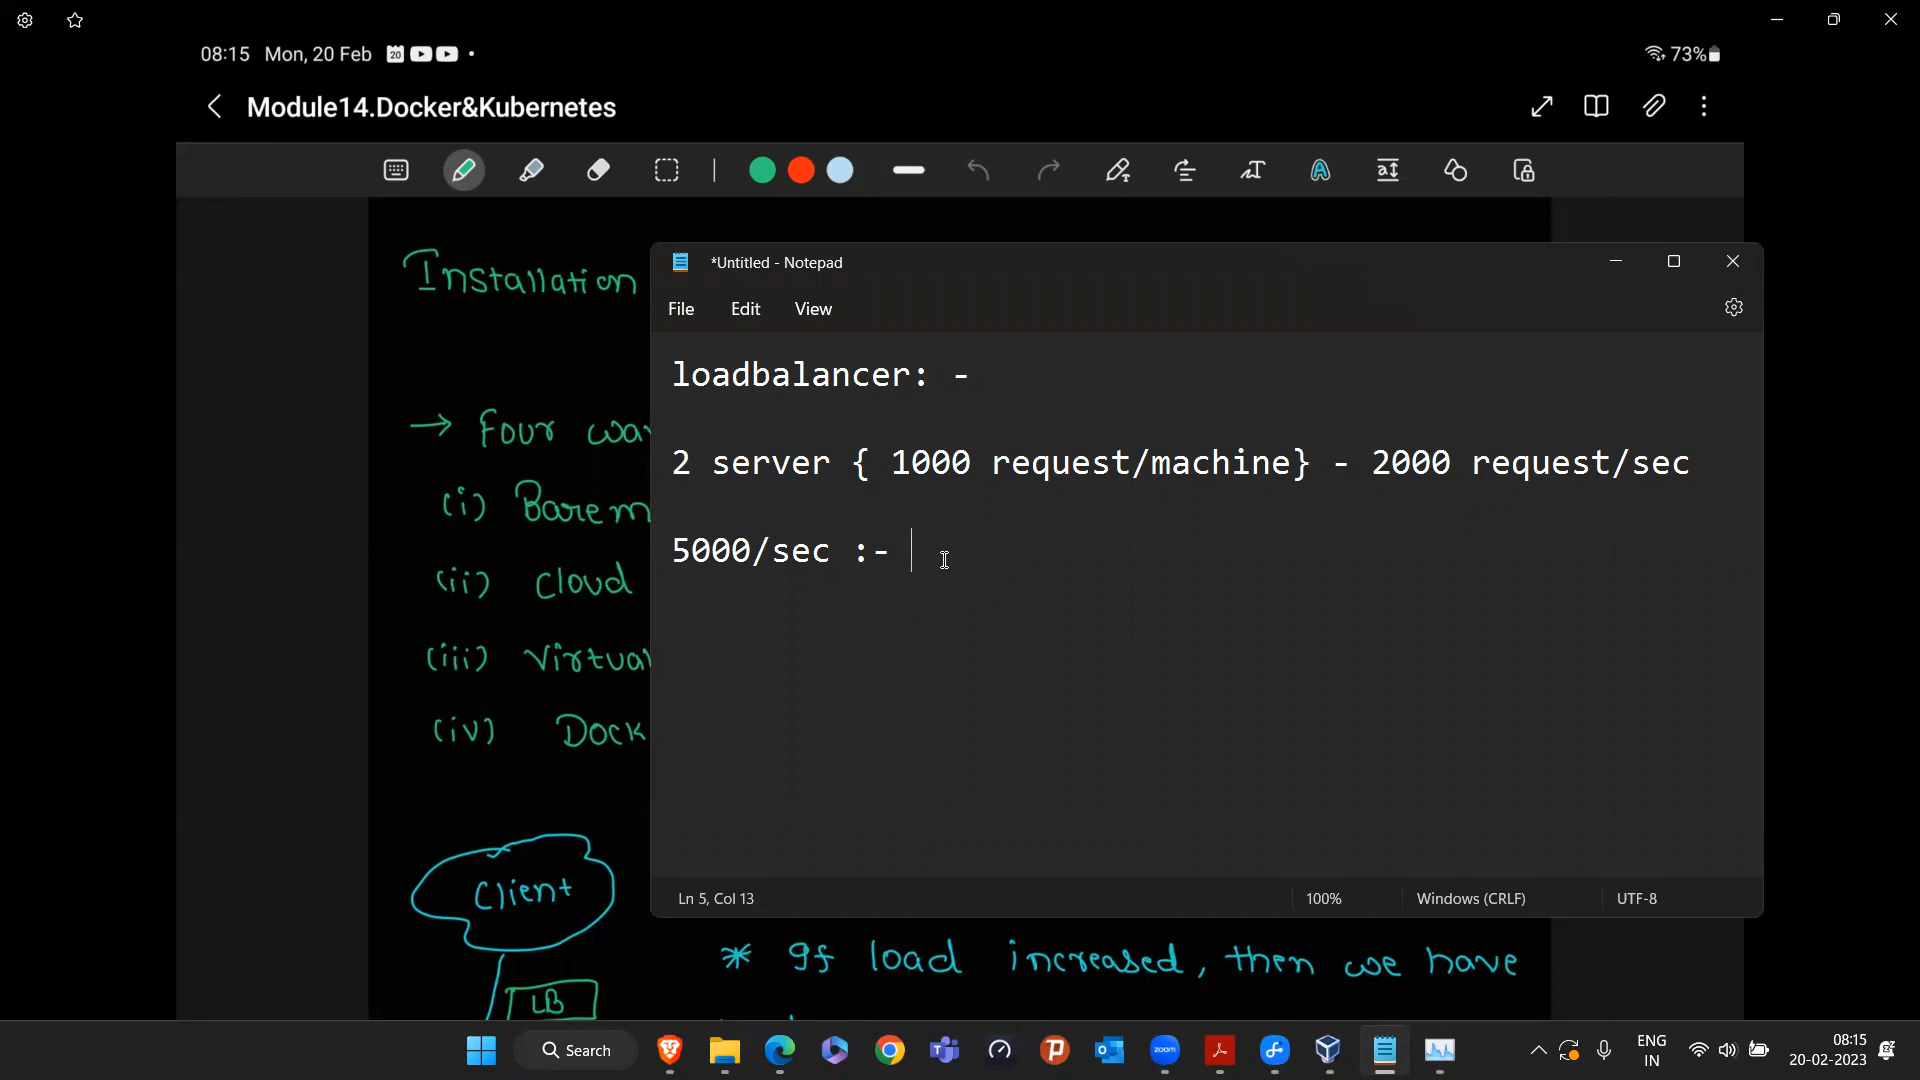 08:15 Mon, 20 Feb 20 73%
Module14.Docker&Kubernetes
Installation
*Untitled - Notepad
File Edit View
loadbalancer: -
→ Four
2 server { 1000 request/machine} - 2000 request/sec
(i)
5000/sec :-
(ii) Cloud
(iii)
(iv)
Client
Ln 5, Col 13 100% Windows (CRLF) UTF-8
* If load increased, then we have
LB
Search zoom ENG IN 08:15 20-02-2023